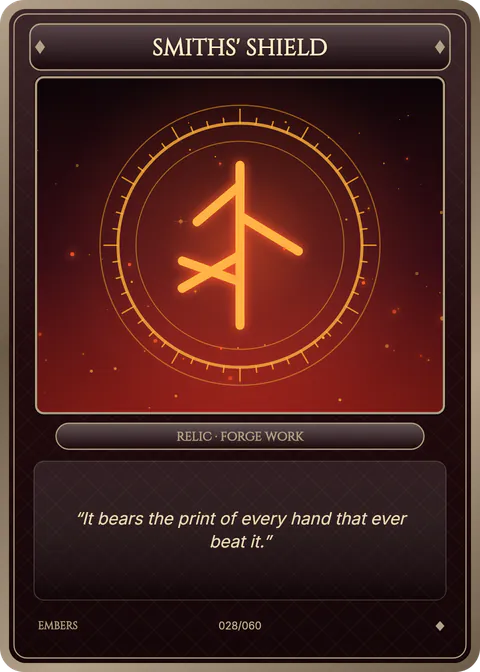 SMITHS' SHIELD
RELIC · FORGE WORK
“It bears the print of every hand that ever
beat it.”
EMBERS
028/060